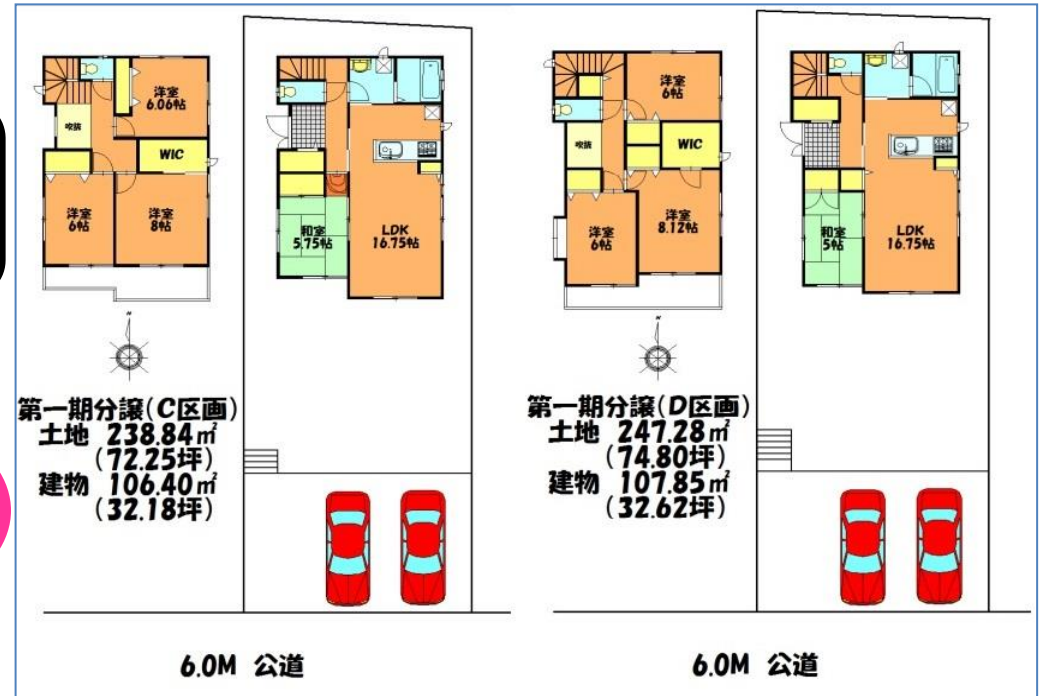 洋室
6.06帖
吹抜
WIC
洋室
6帖
洋室
8帖
和室
5.75帖
LDK
16.75帖
N
第一期分譲(C区画)
土地 238.84㎡
(72.25坪)
建物 106.40㎡
(32.18坪)
6.0M 公道
洋室
6帖
吹抜
WIC
洋室
6帖
洋室
8.12帖
和室
5帖
LDK
16.75帖
N
第一期分譲(D区画)
土地 247.28㎡
(74.80坪)
建物 107.85㎡
(32.62坪)
6.0M 公道